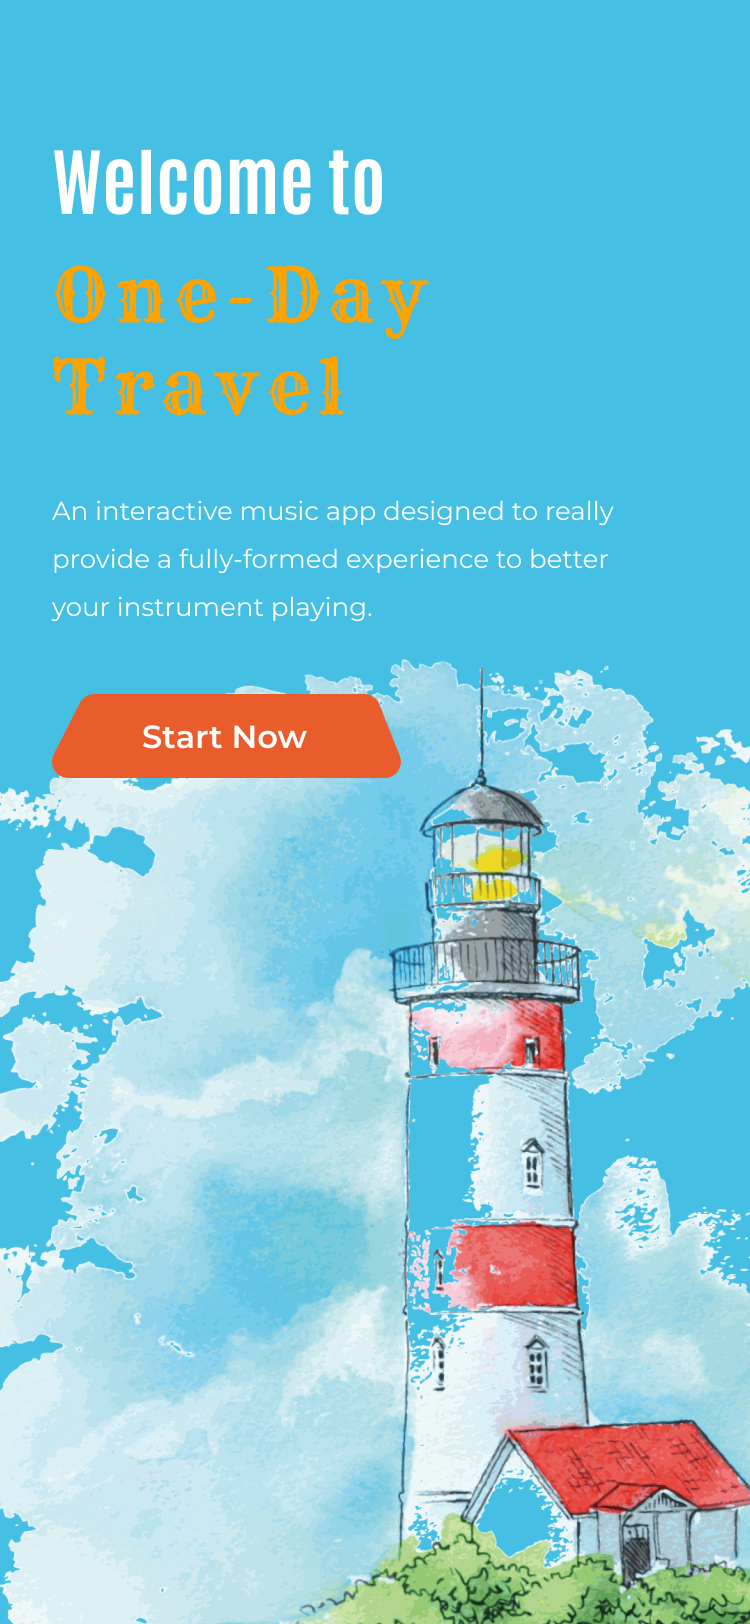 Welcome to
One-Day
Travel
An interactive music app designed to really
provide a fully-formed experience to better
your instrument playing.
Start Now